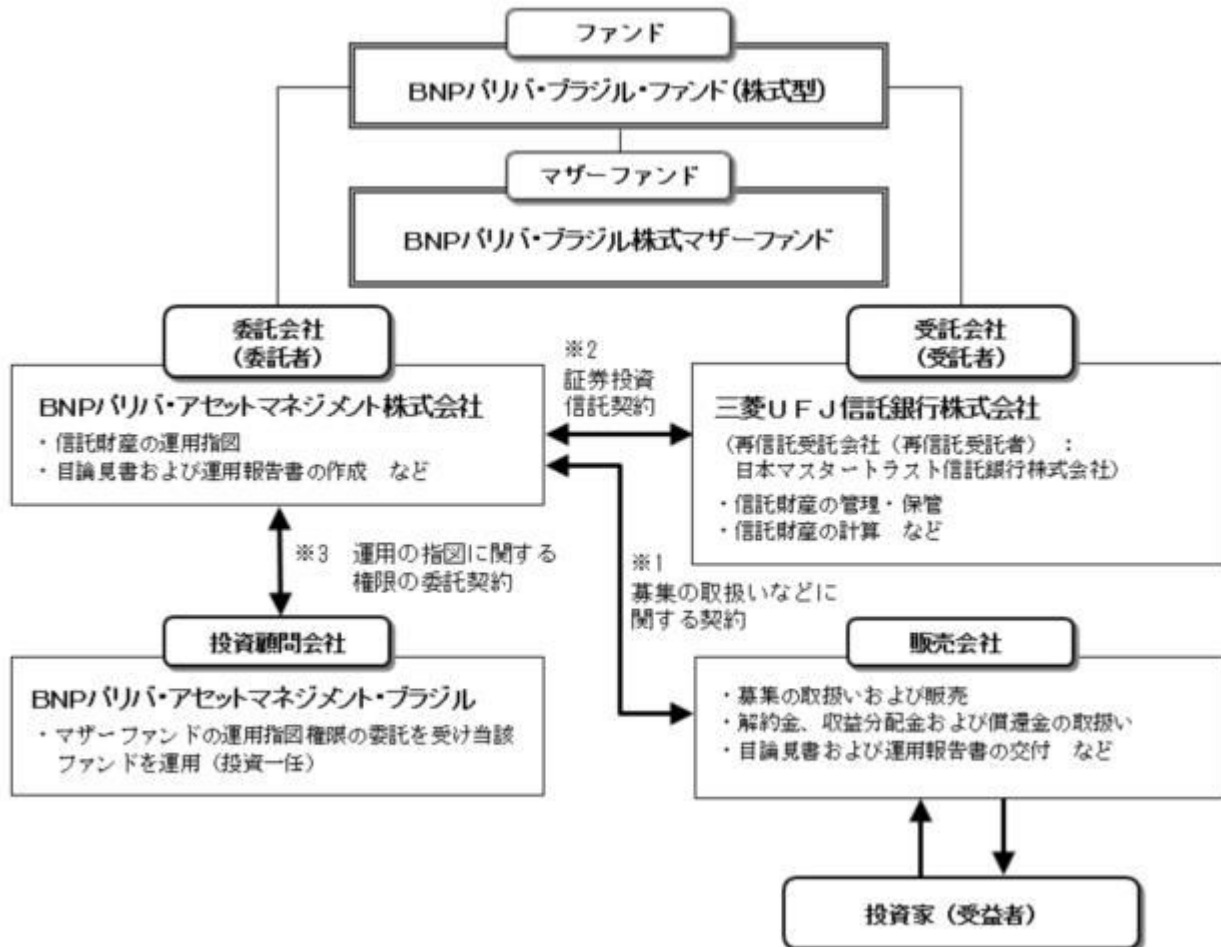 ファンド
BNPパリバ・ブラジル・ファンド(株式型)
マザーファンド
BNPパリバ・ブラジル株式マザーファンド
委託会社
(委託者)
BNPパリバ・アセットマネジメント株式会社
・信託財産の運用指図
・目論見書および運用報告書の作成 など
※2
証券投資
信託契約
受託会社
(受託者)
三菱UFJ信託銀行株式会社
(再信託受託会社(再信託受託者) :
日本マスタートラスト信託銀行株式会社)
・信託財産の管理・保管
・信託財産の計算 など
※3 運用の指図に関する
権限の委託契約
※1
募集の取扱いなどに
関する契約
投資顧問会社
BNPパリバ・アセットマネジメント・ブラジル
・マザーファンドの運用指図権限の委託を受け当該
ファンドを運用(投資一任)
販売会社
・募集の取扱いおよび販売
・解約金、収益分配金および償還金の取扱い
・目論見書および運用報告書の交付 など
投資家(受益者)